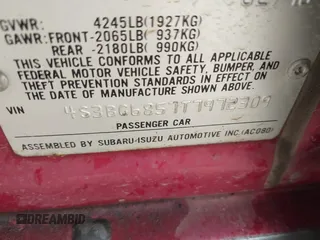 GVWR: 4245LB(1927KG)
GAWR:FRONT-2065LB( 937KG)
REAR -2180LB( 990KG)
THIS VEHICLE CONFORMS TO ALL APPLICABLE
FEDERAL MOTOR VEHICLE SAFETY, BUMPER, AND
THEFT PREVENTION STANDARDS IN EFFECT ON
THE DATE OF MANUFACTURE SHOWN ABOVE.
VIN
PASSENGER CAR
ASSEMBLED BY SUBARU-ISUZU AUTOMOTIVE INC.(AC080)
DREAMBID